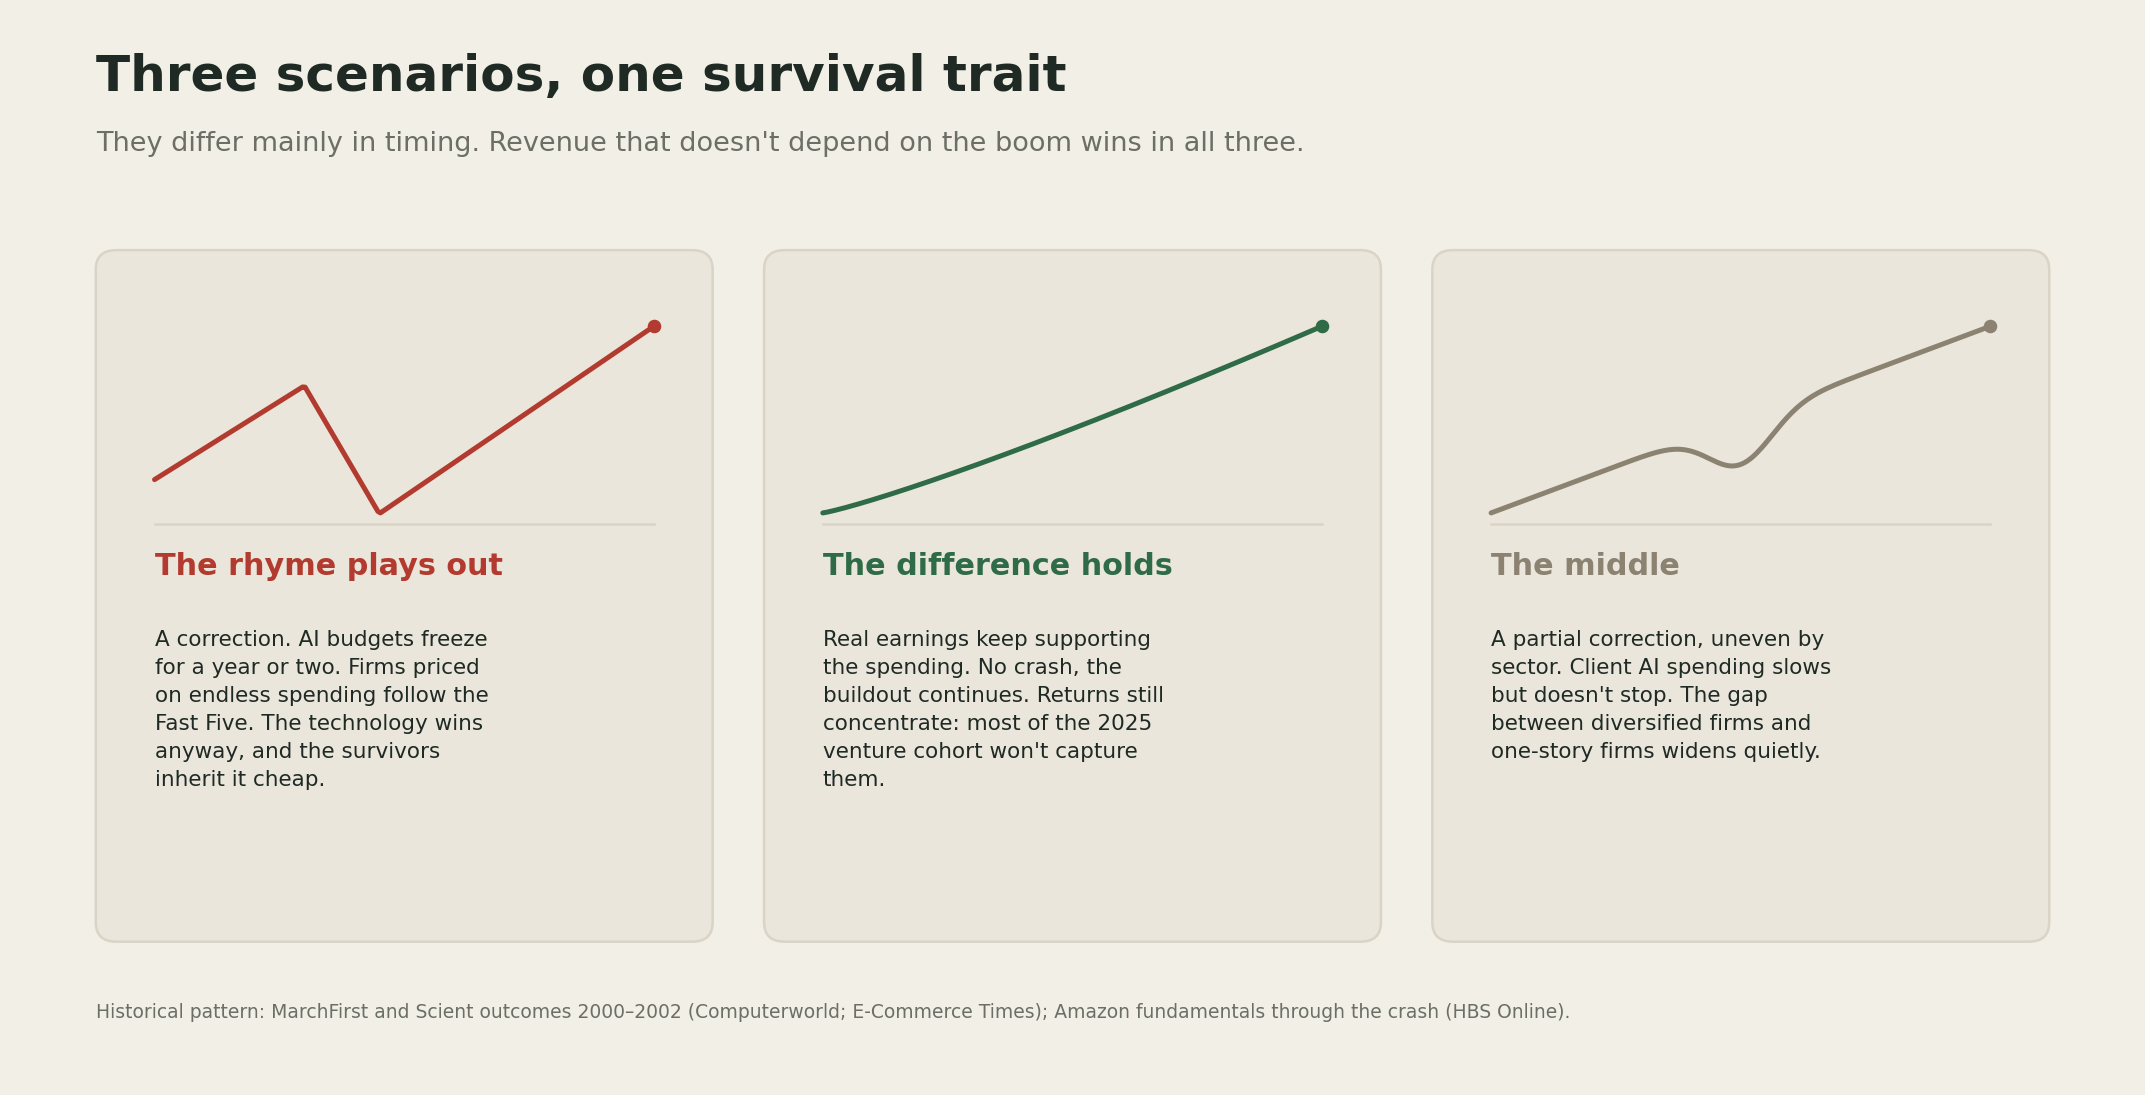 Three scenarios, one survival trait
They differ mainly in timing. Revenue that doesn't depend on the boom wins in all three.
The rhyme plays out
A correction. AI budgets freeze
for a year or two. Firms priced
on endless spending follow the
Fast Five. The technology wins
anyway, and the survivors
inherit it cheap.
The difference holds
Real earnings keep supporting
the spending. No crash, the
buildout continues. Returns still
concentrate: most of the 2025
venture cohort won't capture
them.
The middle
A partial correction, uneven by
sector. Client AI spending slows
but doesn't stop. The gap
between diversified firms and
one-story firms widens quietly.
Historical pattern: MarchFirst and Scient outcomes 2000–2002 (Computerworld; E-Commerce Times); Amazon fundamentals through the crash (HBS Online).